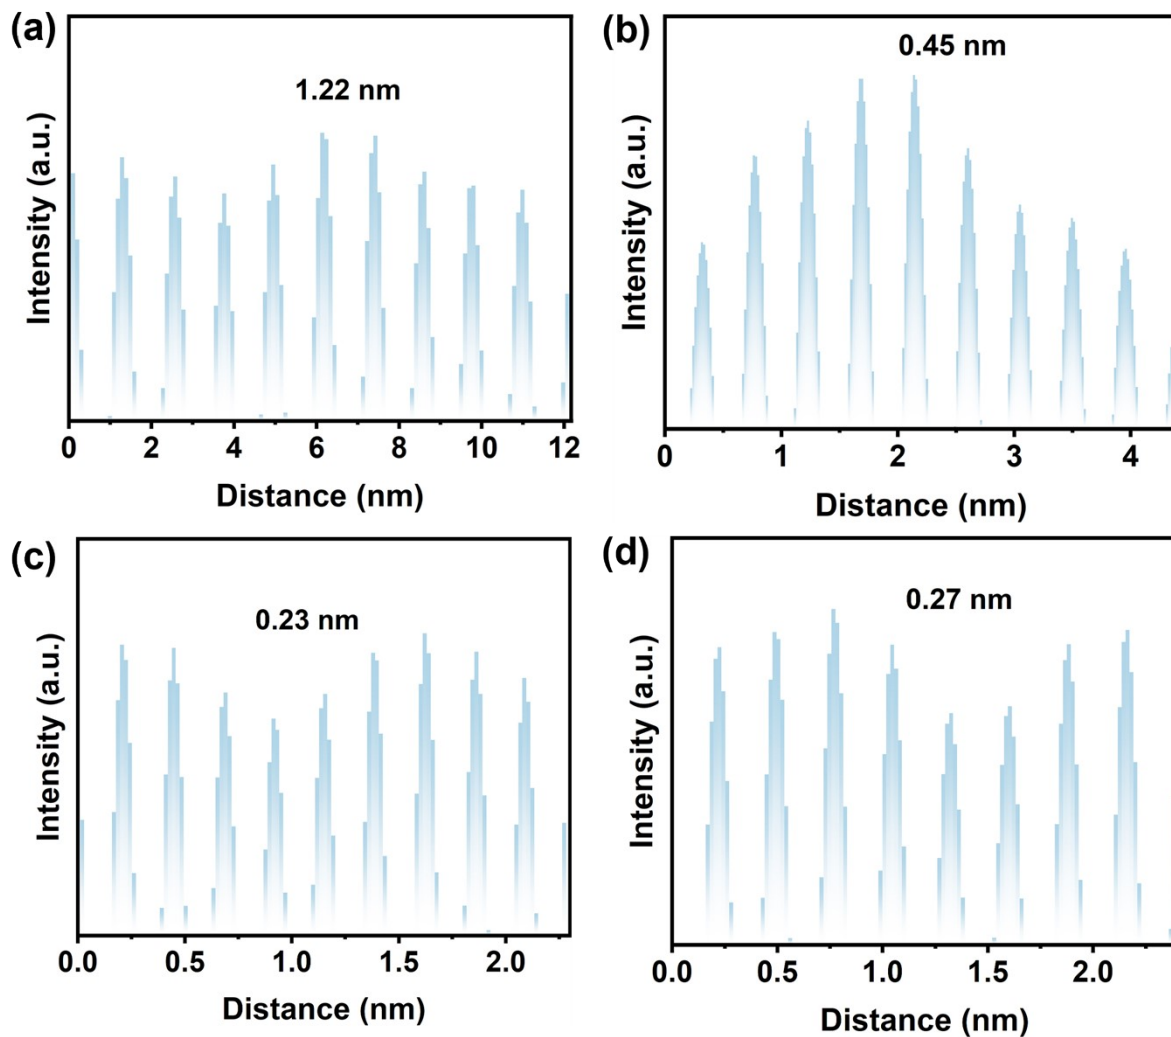 (a)
1.22 nm
Intensity (a.u.)
0 2 4 6 8 10 12
Distance (nm)
(b)
0.45 nm
Intensity (a.u.)
0 1 2 3 4
Distance (nm)
(c)
0.23 nm
Intensity (a.u.)
0.0 0.5 1.0 1.5 2.0
Distance (nm)
(d)
0.27 nm
Intensity (a.u.)
0.0 0.5 1.0 1.5 2.0
Distance (nm)